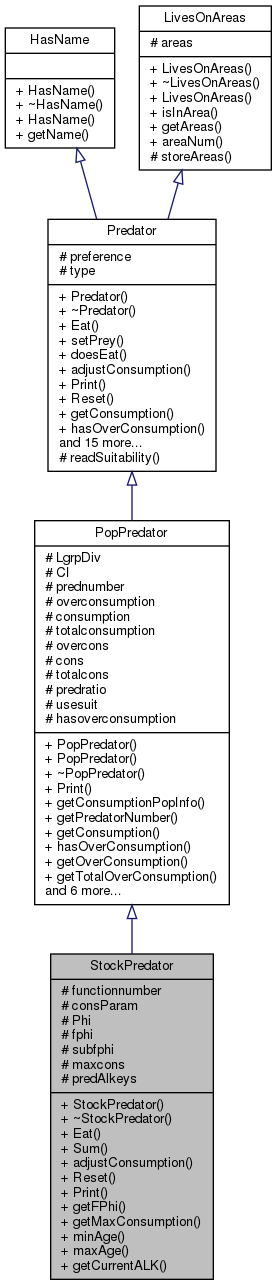 HasName
+ HasName()
+ ~HasName()
+ HasName()
+ getName()
LivesOnAreas
# areas
+ LivesOnAreas()
+ ~LivesOnAreas()
+ LivesOnAreas()
+ isInArea()
+ getAreas()
+ areaNum()
# storeAreas()
Predator
# preference
# type
+ Predator()
+ ~Predator()
+ Eat()
+ setPrey()
+ doesEat()
+ adjustConsumption()
+ Print()
+ Reset()
+ getConsumption()
+ hasOverConsumption()
and 15 more...
# readSuitability()
PopPredator
# LgrpDiv
# CI
# prednumber
# overconsumption
# consumption
# totalconsumption
# overcons
# cons
# totalcons
# predratio
# usesuit
# hasoverconsumption
+ PopPredator()
+ PopPredator()
+ ~PopPredator()
+ Print()
+ getConsumptionPopInfo()
+ getPredatorNumber()
+ getConsumption()
+ hasOverConsumption()
+ getOverConsumption()
+ getTotalOverConsumption()
and 6 more...
StockPredator
# functionnumber
# consParam
# Phi
# fphi
# subfphi
# maxcons
# predAlkeys
+ StockPredator()
+ ~StockPredator()
+ Eat()
+ Sum()
+ adjustConsumption()
+ Reset()
+ Print()
+ getFPhi()
+ getMaxConsumption()
+ minAge()
+ maxAge()
+ getCurrentALK()